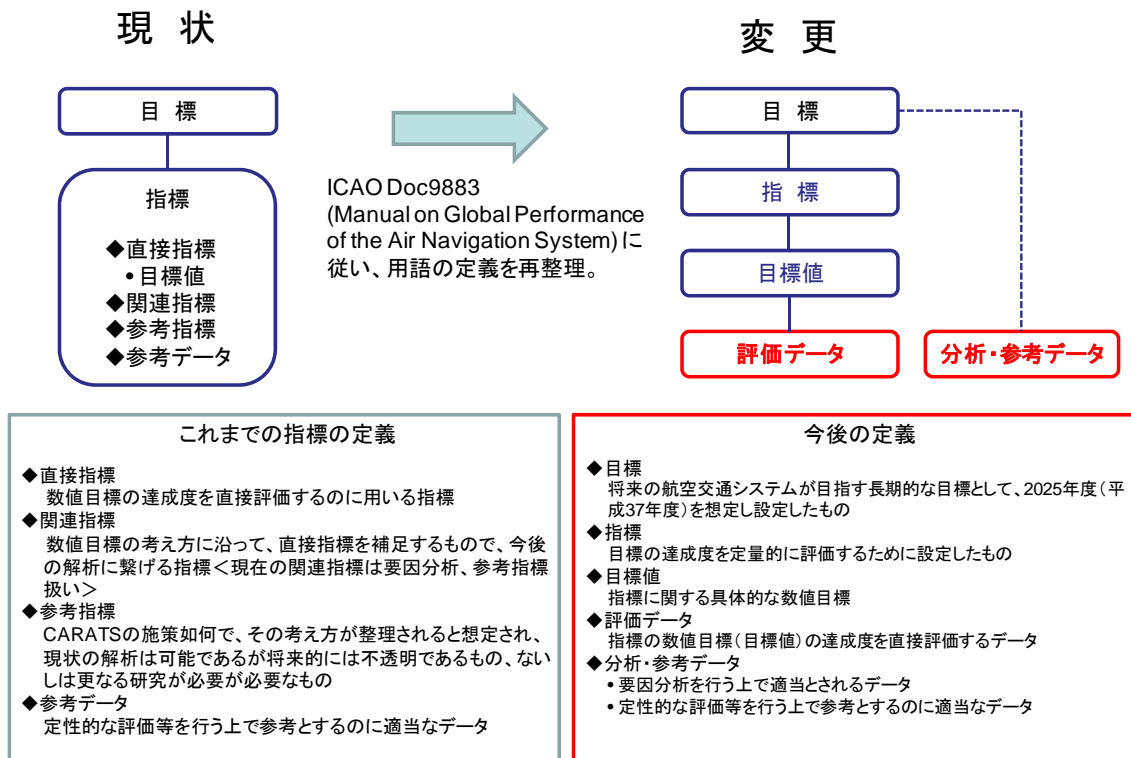 現 状
目 標
指標
◆直接指標
•目標値
◆関連指標
◆参考指標
◆参考データ
ICAO Doc9883
(Manual on Global Performance
of the Air Navigation System) に
従い、用語の定義を再整理。
変 更
目 標
指 標
目標値
評価データ
分析・参考データ
これまでの指標の定義
◆直接指標
数値目標の達成度を直接評価するのに用いる指標
◆関連指標
数値目標の考え方に沿って、直接指標を補足するもので、今後
の解析に繋げる指標＜現在の関連指標は要因分析、参考指標
扱い＞
◆参考指標
CARATSの施策如何で、その考え方が整理されると想定され、
現状の解析は可能であるが将来的には不透明であるもの、ない
しは更なる研究が必要が必要なもの
◆参考データ
定性的な評価等を行う上で参考とするのに適当なデータ
今後の定義
◆目標
将来の航空交通システムが目指す長期的な目標として、2025年度（平
成37年度）を想定し設定したもの
◆指標
目標の達成度を定量的に評価するために設定したもの
◆目標値
指標に関する具体的な数値目標
◆評価データ
指標の数値目標（目標値）の達成度を直接評価するデータ
◆分析・参考データ
•要因分析を行う上で適当とされるデータ
•定性的な評価等を行う上で参考とするのに適当なデータ